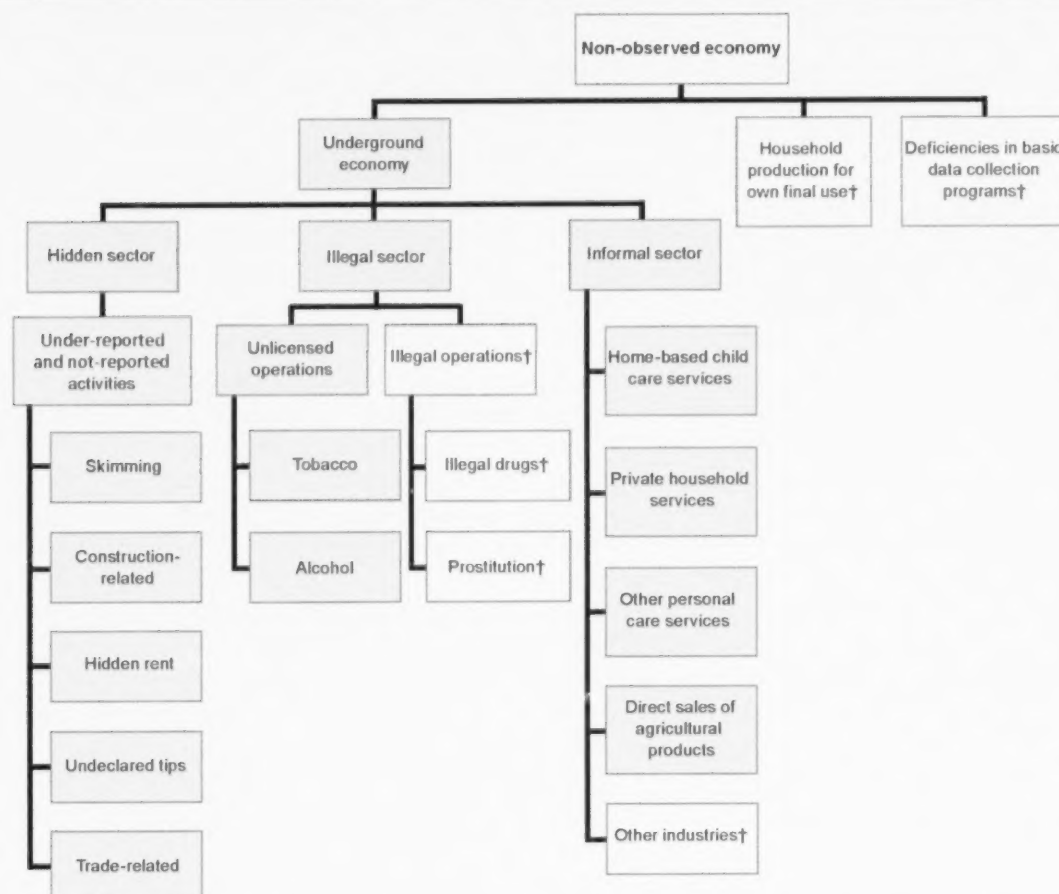 Non-observed economy
Underground
economy
Household
production for
own final use†
Deficiencies in basic
data collection
programs†
Hidden sector
Illegal sector
Informal sector
Under-reported
and not-reported
activities
Unlicensed
operations
Illegal operations†
Home-based child
care services
Skimming
Tobacco
Illegal drugs†
Private household
services
Construction-
related
Alcohol
Prostitution†
Other personal
care services
Hidden rent
Direct sales of
agricultural
products
Undeclared tips
Other industries†
Trade-related